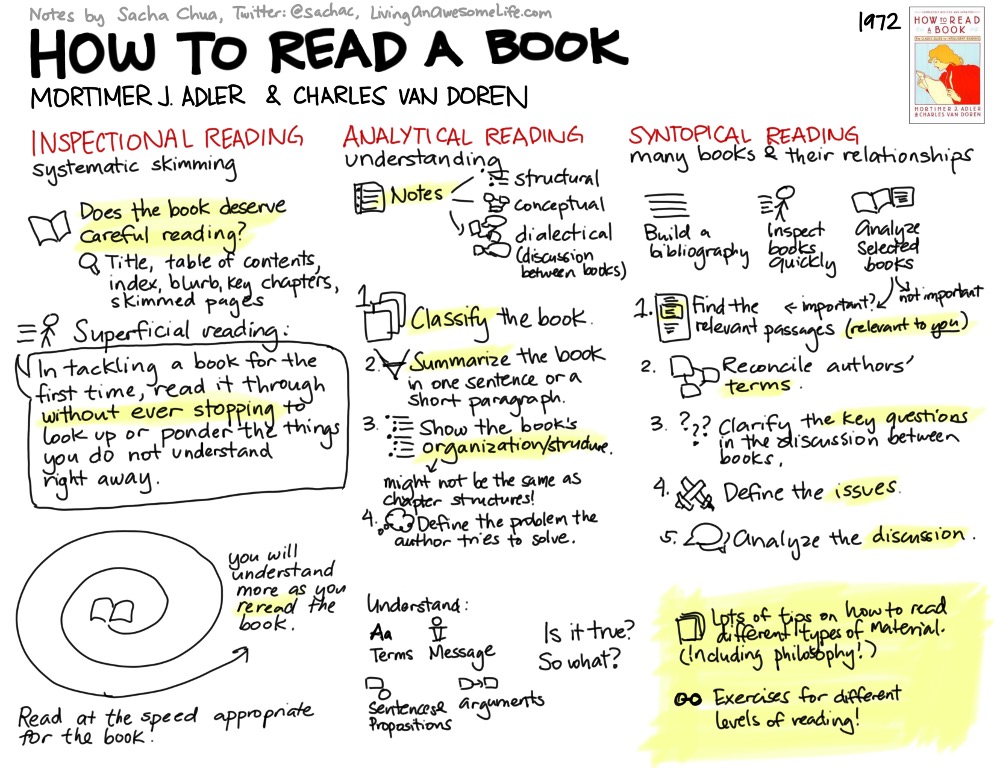 Notes by Sacha Chua, Twitter: @sachac, LivingAnAwesomeLife.com
HOW TO READ A BOOK
MORTIMER J. ADLER & CHARLES VAN DOREN
1972
HOW TO READ
A BOOK
MORTIMER J. ADLER
& CHARLES VAN DOREN
INSPECTIONAL READING
systematic skimming
Does the book deserve
careful reading?
Title, table of contents,
index, blurb, key chapters,
skimmed pages
Superficial reading:
In tackling a book for the
first time, read it through
without ever stopping to
look up or ponder the things
you do not understand
right away.
you will
understand
more as you
reread the
book.
Read at the speed appropriate
for the book!
ANALYTICAL READING
understanding
Notes
structural
conceptual
dialectical
(discussion
between books)
1. Classify the book.
2. Summarize the book
in one sentence or a
short paragraph.
3. Show the book's
organization/structure.
might not be the same as
chapter structures!
4. Define the problem the
author tries to solve.
Understand:
Aa
Terms Message
Sentences &
Propositions
arguments
Is it true?
So what?
SYNTOPICAL READING
many books & their relationships
Build a
bibliography
Inspect
books
quickly
Analyze
selected
books
important?
not important
1. Find the
relevant passages (relevant to you)
2. Reconcile authors'
terms.
3. ??? Clarify the key questions
in the discussion between
books.
4. Define the issues.
5. Analyze the discussion.
Lots of tips on how to read
different types of material.
(Including philosophy!)
Exercises for different
levels of reading!